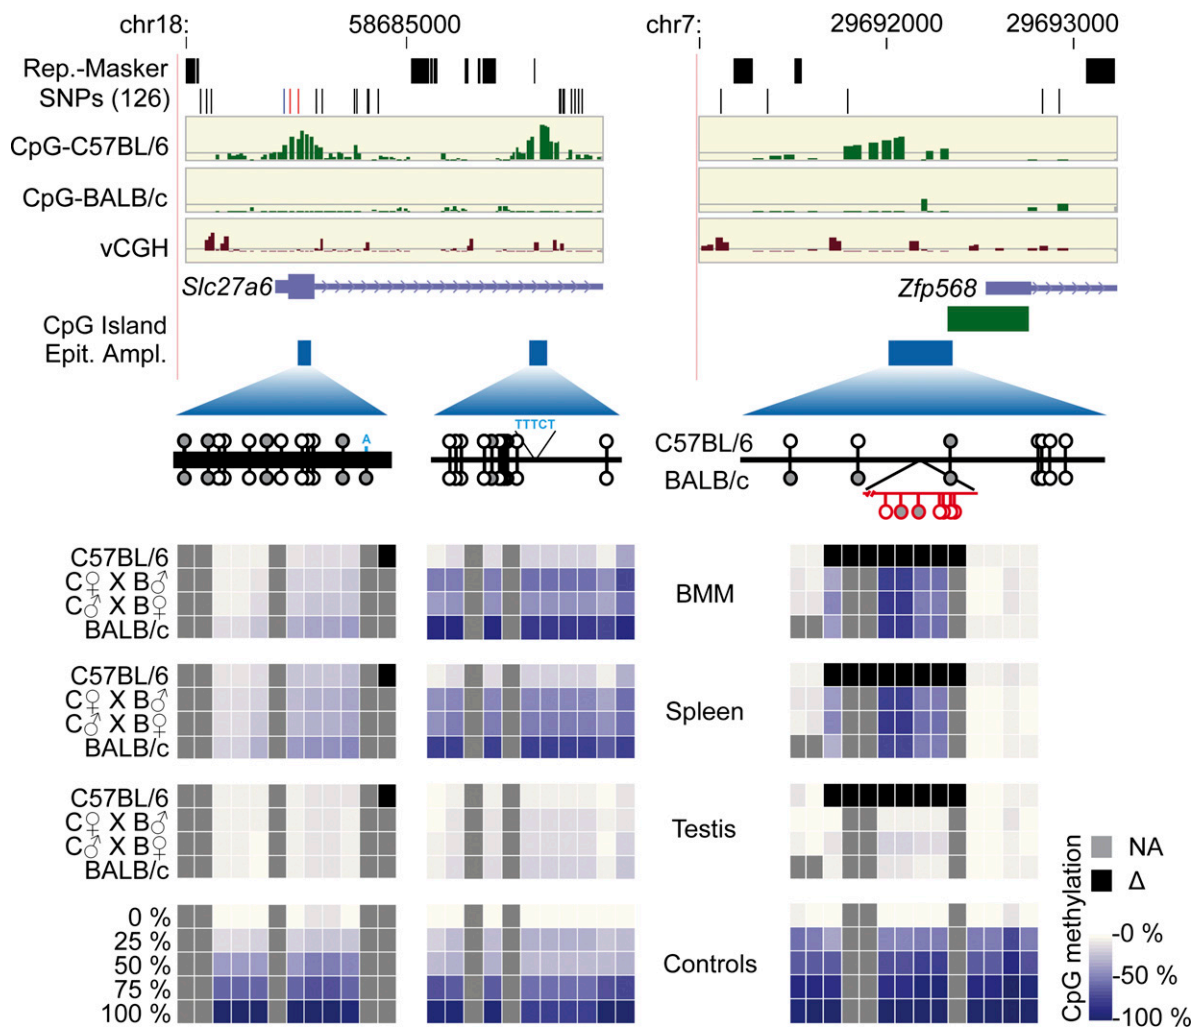 chr18: 58685000 chr7: 29692000 29693000
Rep.-Masker
SNPs (126)
CpG-C57BL/6
CpG-BALB/c
vCGH
Slc27a6 Zfp568
CpG Island
Epit. Ampl.
A TTTCT
C57BL/6
BALB/c
C57BL/6
C♀ X B♂
C♂ X B♀
BALB/c
BMM
C57BL/6
C♀ X B♂
C♂ X B♀
BALB/c
Spleen
C57BL/6
C♀ X B♂
C♂ X B♀
BALB/c
Testis
0 %
25 %
50 %
75 %
100 %
Controls
CpG methylation
NA
Δ
-0 %
-50 %
-100 %